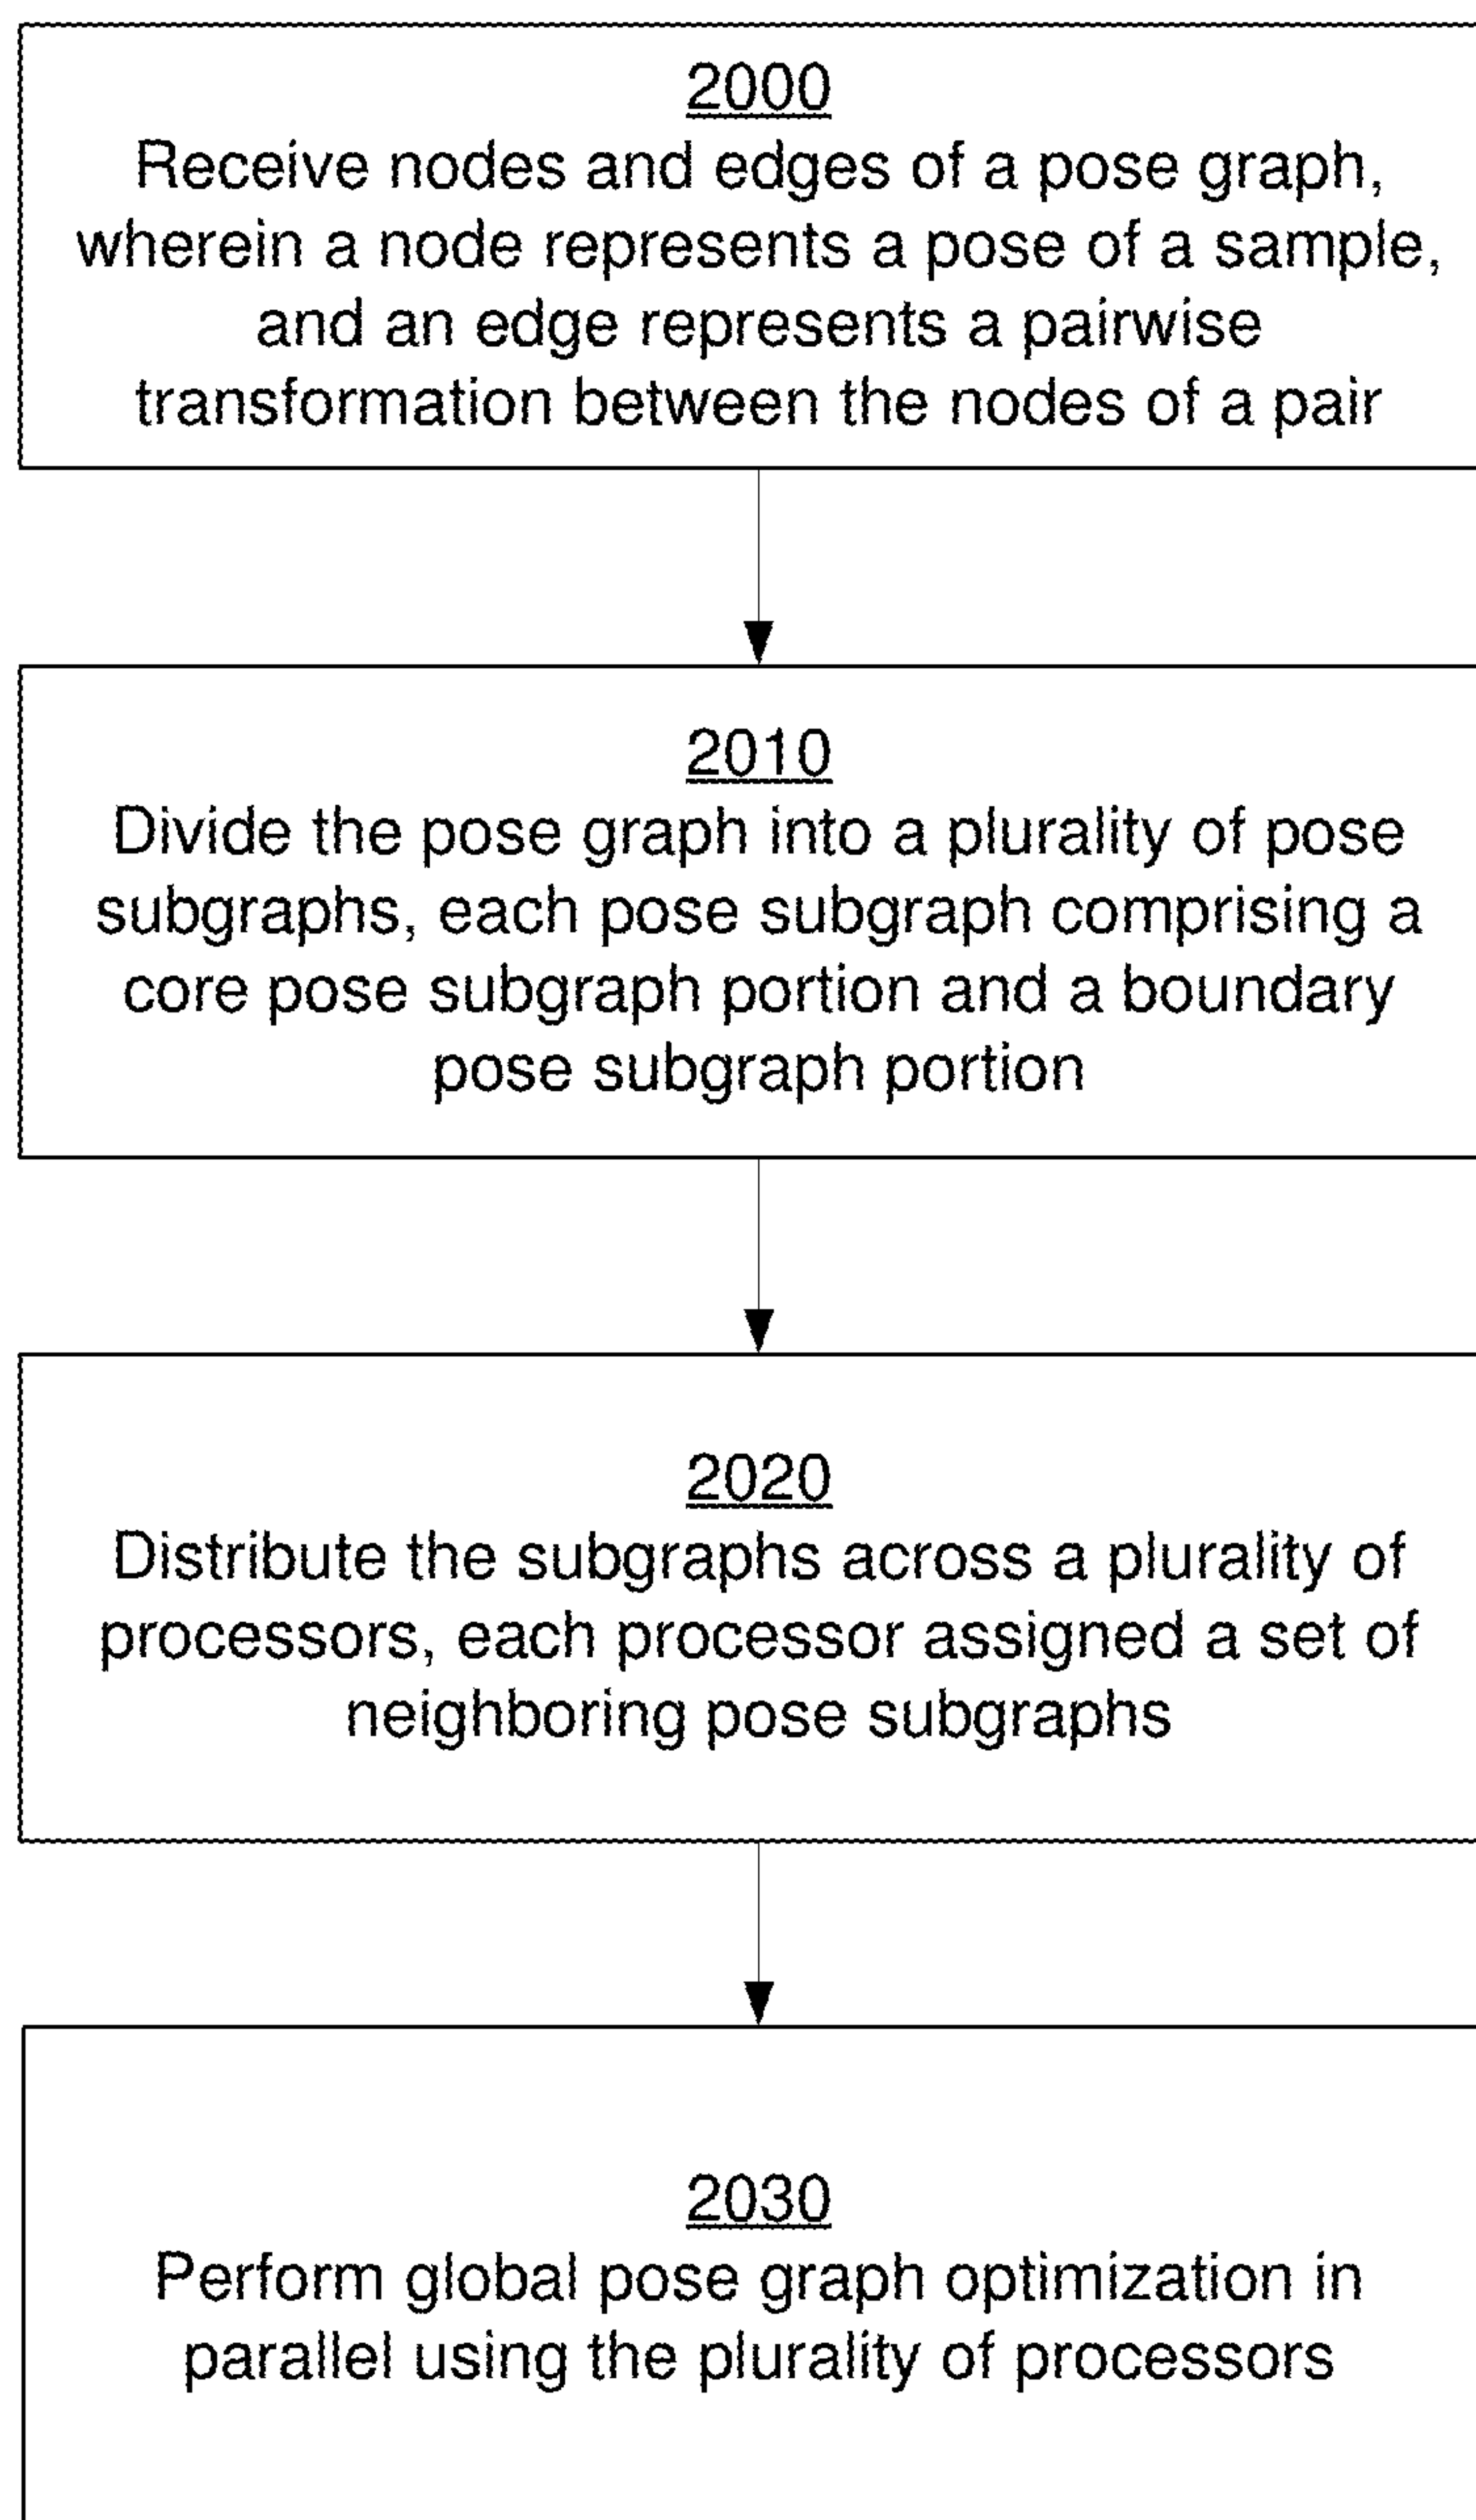 2000
Receive nodes and edges of a pose graph,
wherein a node represents a pose of a sample,
and an edge represents a pairwise
transformation between the nodes of a pair
2010
Divide the pose graph into a plurality of pose
subgraphs, each pose subgraph comprising a
core pose subgraph portion and a boundary
pose subgraph portion
2020
Distribute the subgraphs across a plurality of
processors, each processor assigned a set of
neighboring pose subgraphs
2030
Perform global pose graph optimization in
parallel using the plurality of processors